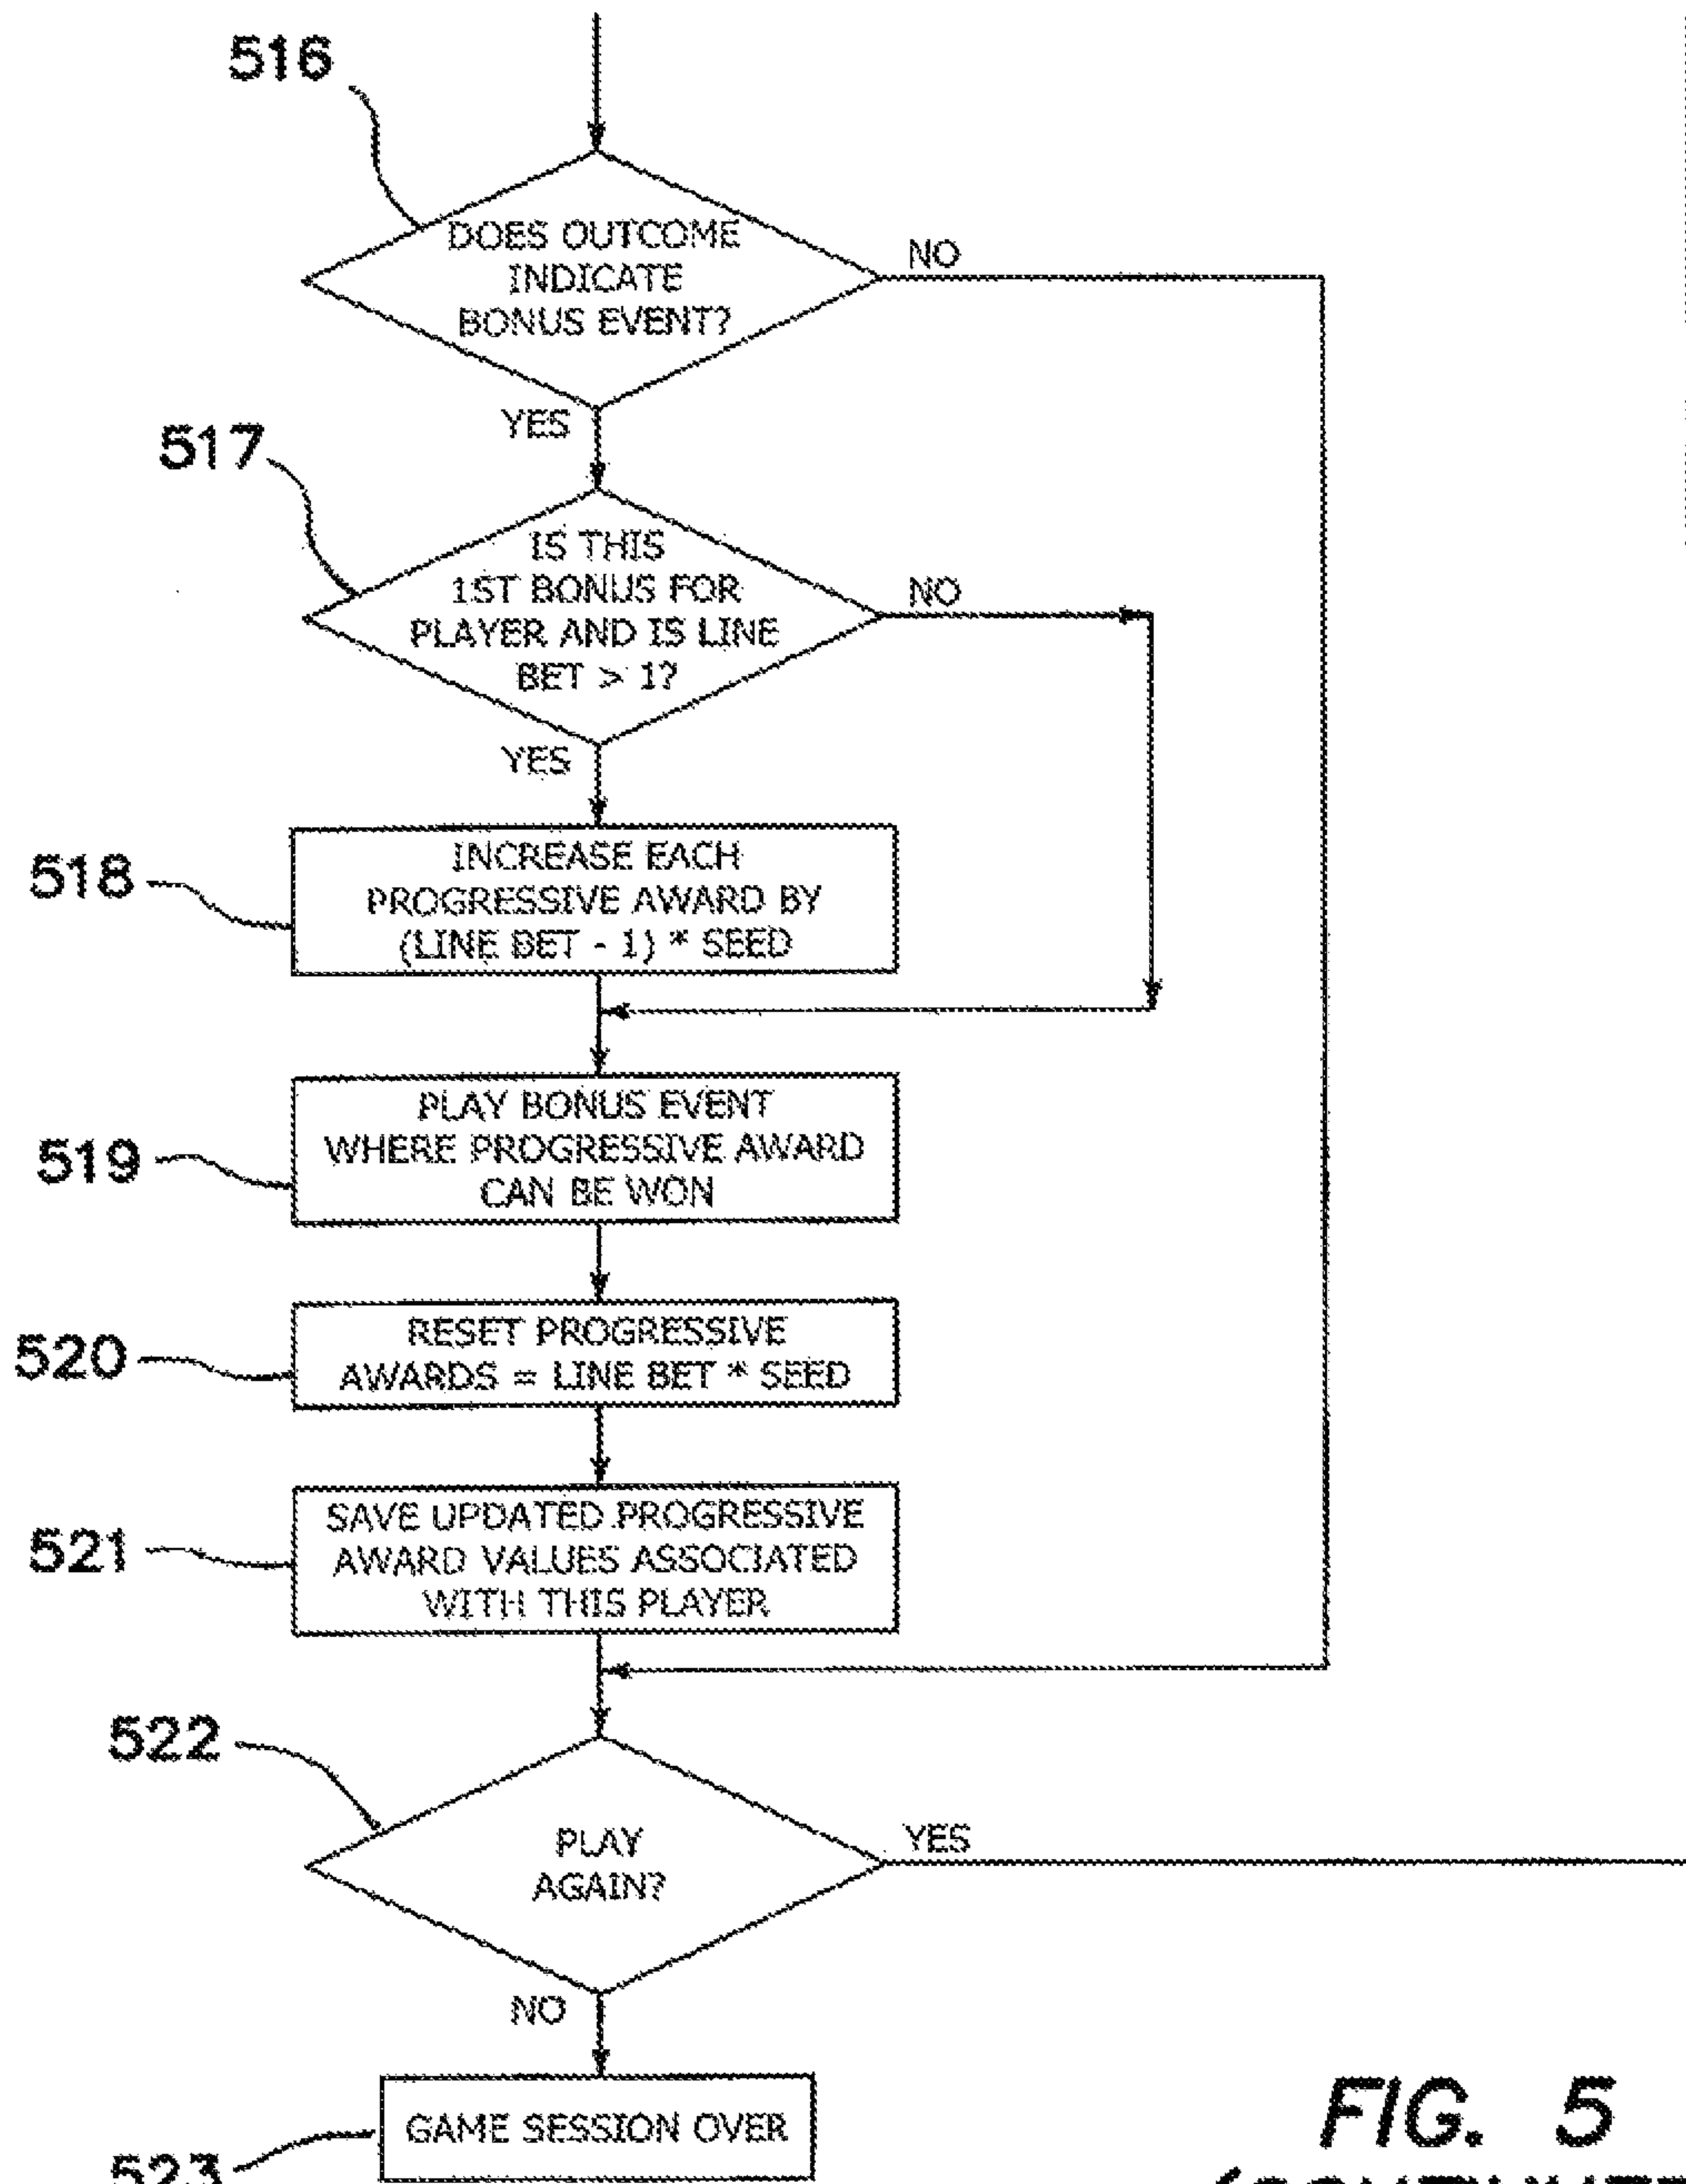 516
DOES OUTCOME
INDICATE
BONUS EVENT?
NO
YES
517
IS THIS
1ST BONUS FOR
PLAYER AND IS LINE
BET > 1?
NO
YES
518
INCREASE EACH
PROGRESSIVE AWARD BY
(LINE BET - 1) * SEED
519
PLAY BONUS EVENT
WHERE PROGRESSIVE AWARD
CAN BE WON
520
RESET PROGRESSIVE
AWARDS = LINE BET * SEED
521
SAVE UPDATED PROGRESSIVE
AWARD VALUES ASSOCIATED
WITH THIS PLAYER
522
PLAY
AGAIN?
YES
NO
GAME SESSION OVER
523
FIG. 5